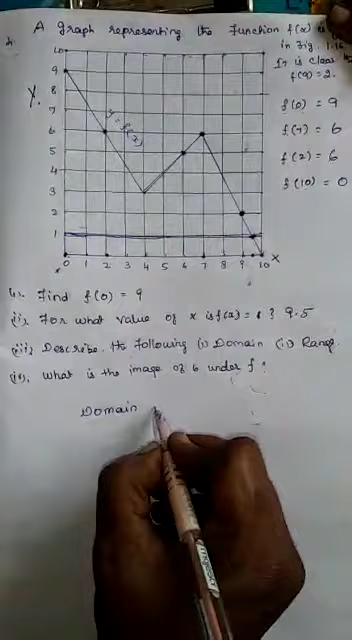 4. A graph representing the function f(x) is
in Fig. 1.16
It is clear
f(9) = 2.
10
9
8
7
6
5
4
3
2
1
Y.
y = f(x)
0 1 2 3 4 5 6 7 8 9 10 X
f(0) = 9
f(7) = 6
f(2) = 6
f(10) = 0
(i). Find f(0) = 9
(ii). For what value of x is f(x) = 1 ? 9.5
(iii). Describe the following (i) Domain (ii) Range.
(iv). What is the image of 6 under f?
Domain